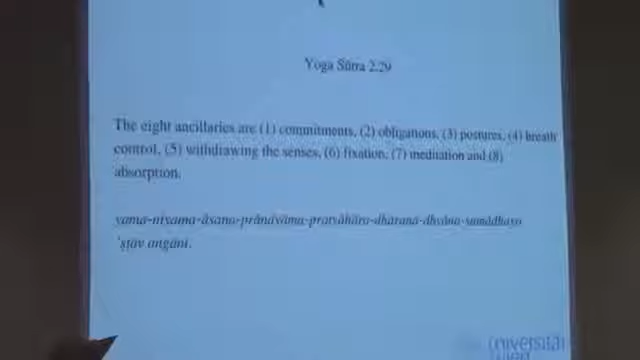 Yoga Sūtra 2.29
The eight ancillaries are (1) commitments, (2) obligations, (3) postures, (4) breath
control, (5) withdrawing the senses, (6) fixation, (7) meditation and (8)
absorption.
yama-niyama-āsana-prāṇāyāma-pratyāhāra-dhāraṇā-dhyāna-samādhayo
'ṣṭāv aṅgāni.
universität
wien